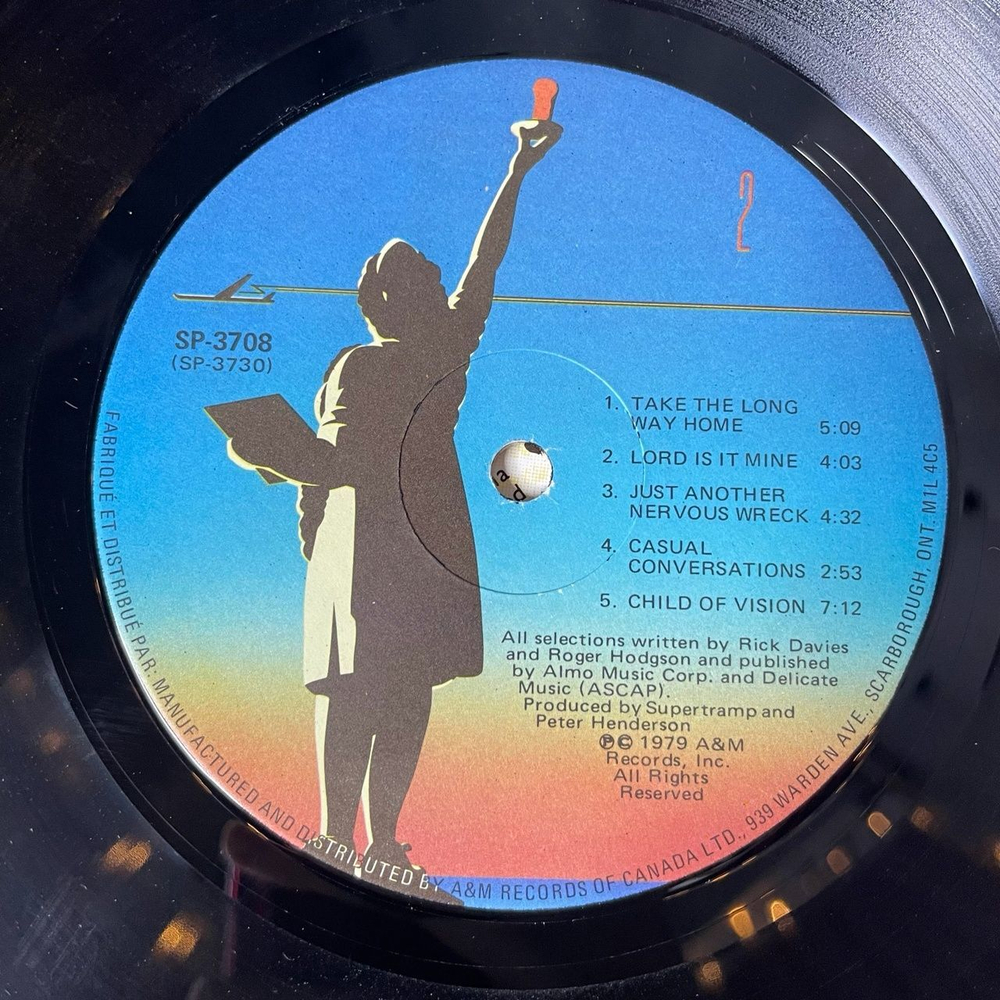 2
SP-3708
(SP-3730)
1. TAKE THE LONG
WAY HOME 5:09
2. LORD IS IT MINE 4:03
3. JUST ANOTHER
NERVOUS WRECK 4:32
4. CASUAL
CONVERSATIONS 2:53
5. CHILD OF VISION 7:12
All selections written by Rick Davies
and Roger Hodgson and published
by Almo Music Corp. and Delicate
Music (ASCAP).
Produced by Supertramp and
Peter Henderson
℗© 1979 A&M
Records, Inc.
All Rights
Reserved
FABRIQUÉ ET DISTRIBUÉ PAR: MANUFACTURED AND DISTRIBUTED BY A&M RECORDS OF CANADA LTD., 939 WARDEN AVE., SCARBOROUGH, ONT. M1L 4C5